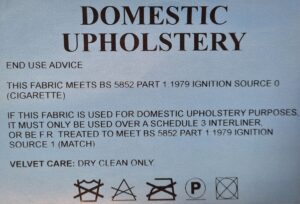 DOMESTIC
UPHOLSTERY
END USE ADVICE
THIS FABRIC MEETS BS 5852 PART 1 1979 IGNITION SOURCE 0
(CIGARETTE)
IF THIS FABRIC IS USED FOR DOMESTIC UPHOLSTERY PURPOSES,
IT MUST ONLY BE USED OVER A SCHEDULE 3 INTERLINER,
OR BE F.R. TREATED TO MEET BS 5852 PART 1 1979 IGNITION
SOURCE 1 (MATCH)
VELVET CARE: DRY CLEAN ONLY
P